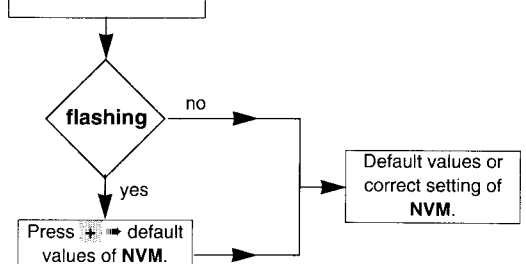 flashing
no
yes
Press + ➠ default
values of NVM.
Default values or
correct setting of
NVM.